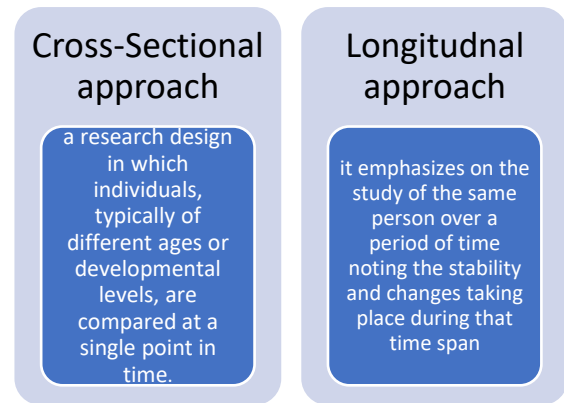 Cross-Sectional
approach
a research design
in which
individuals,
typically of
different ages or
developmental
levels, are
compared at a
single point in
time.
Longitudnal
approach
it emphasizes on the
study of the same
person over a
period of time
noting the stability
and changes taking
place during that
time span